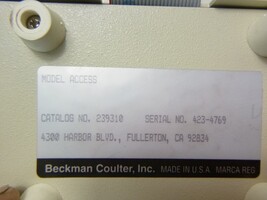 MODEL ACCESS
CATALOG NO. 239310 SERIAL NO. 423-4769
4300 HARBOR BLVD., FULLERTON, CA 92834
Beckman Coulter, Inc. MADE IN U.S.A. MARCA REG.